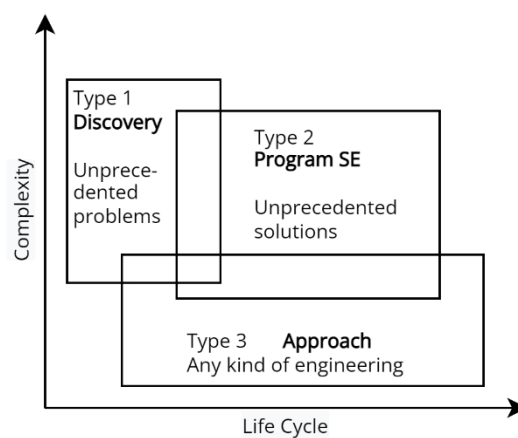 Complexity
Type 1
Discovery
Unprece-
dented
problems
Type 2
Program SE
Unprecedented
solutions
Type 3 Approach
Any kind of engineering
Life Cycle